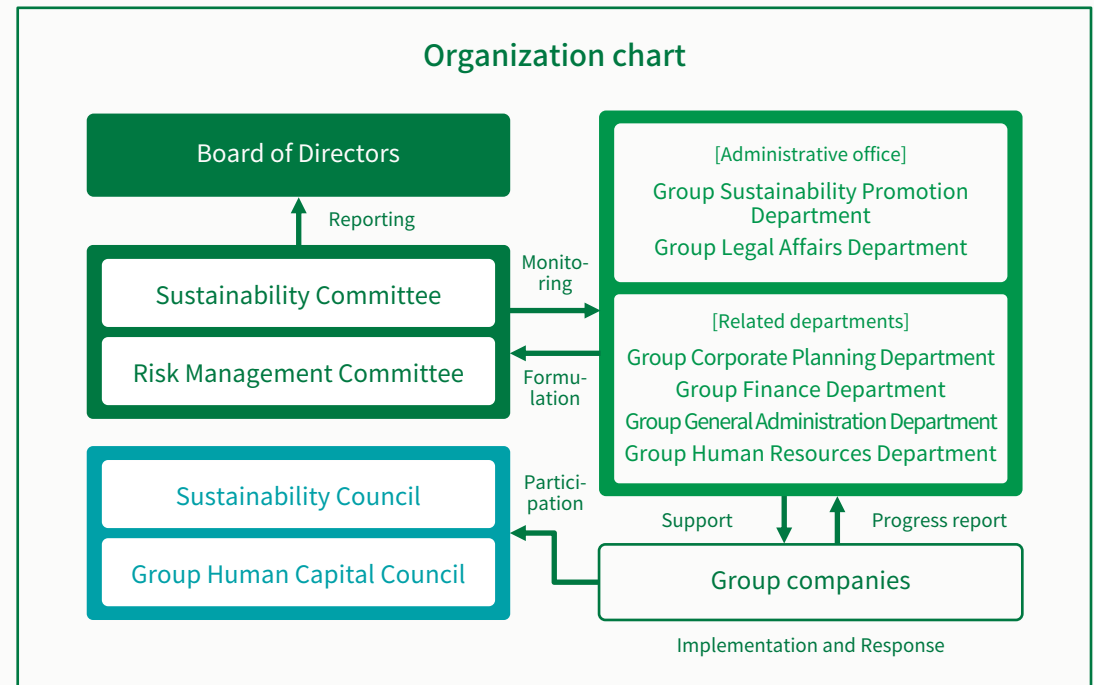 Organization chart
Board of Directors
Reporting
Sustainability Committee
Risk Management Committee
Monito-
ring
Formu-
lation
[Administrative office]
Group Sustainability Promotion
Department
Group Legal Affairs Department
[Related departments]
Group Corporate Planning Department
Group Finance Department
Group General Administration Department
Group Human Resources Department
Sustainability Council
Group Human Capital Council
Partici-
pation
Support
Progress report
Group companies
Implementation and Response